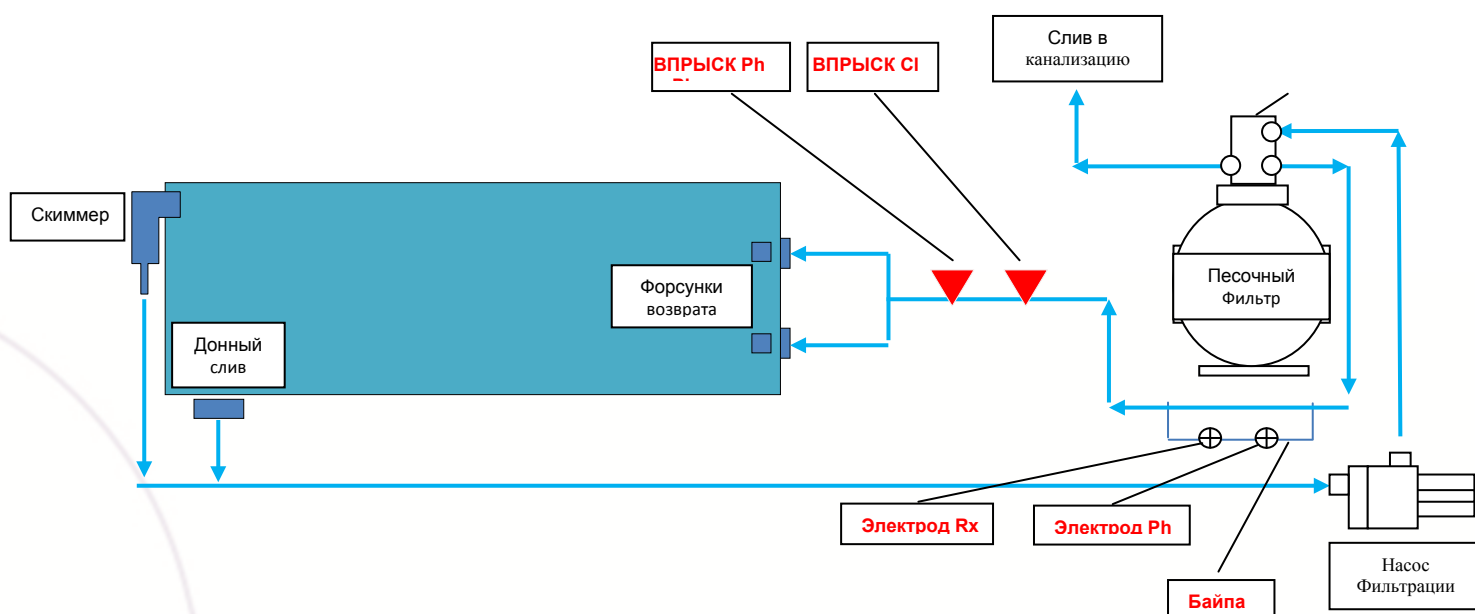 ВПРЫСК Ph
ВПРЫСК Cl
Слив в
канализацию
Скиммер
Форсунки
возврата
Песочный
Фильтр
Донный
слив
Электрод Rx
Электрод Ph
Насос
Фильтрации
Байпа